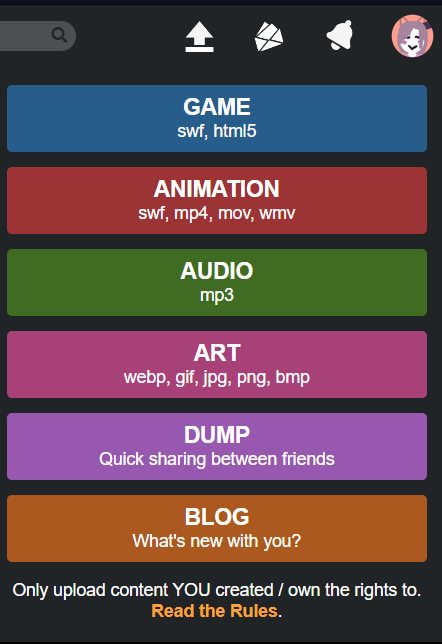 GAME
swf, html5
ANIMATION
swf, mp4, mov, wmv
AUDIO
mp3
ART
webp, gif, jpg, png, bmp
DUMP
Quick sharing between friends
BLOG
What's new with you?
Only upload content YOU created / own the rights to.
Read the Rules.